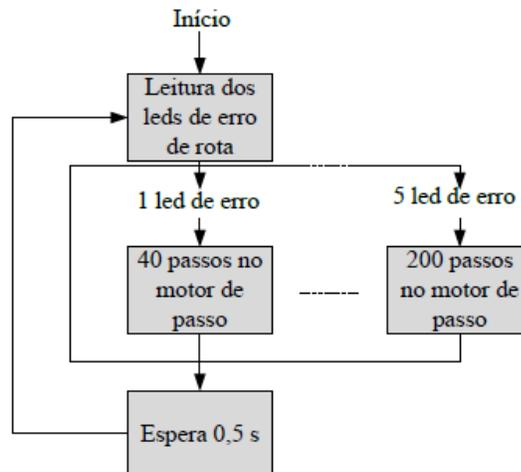 Início
Leitura dos
leds de erro
de rota
1 led de erro
5 led de erro
40 passos no
motor de
passo
200 passos
no motor de
passo
Espera 0,5 s